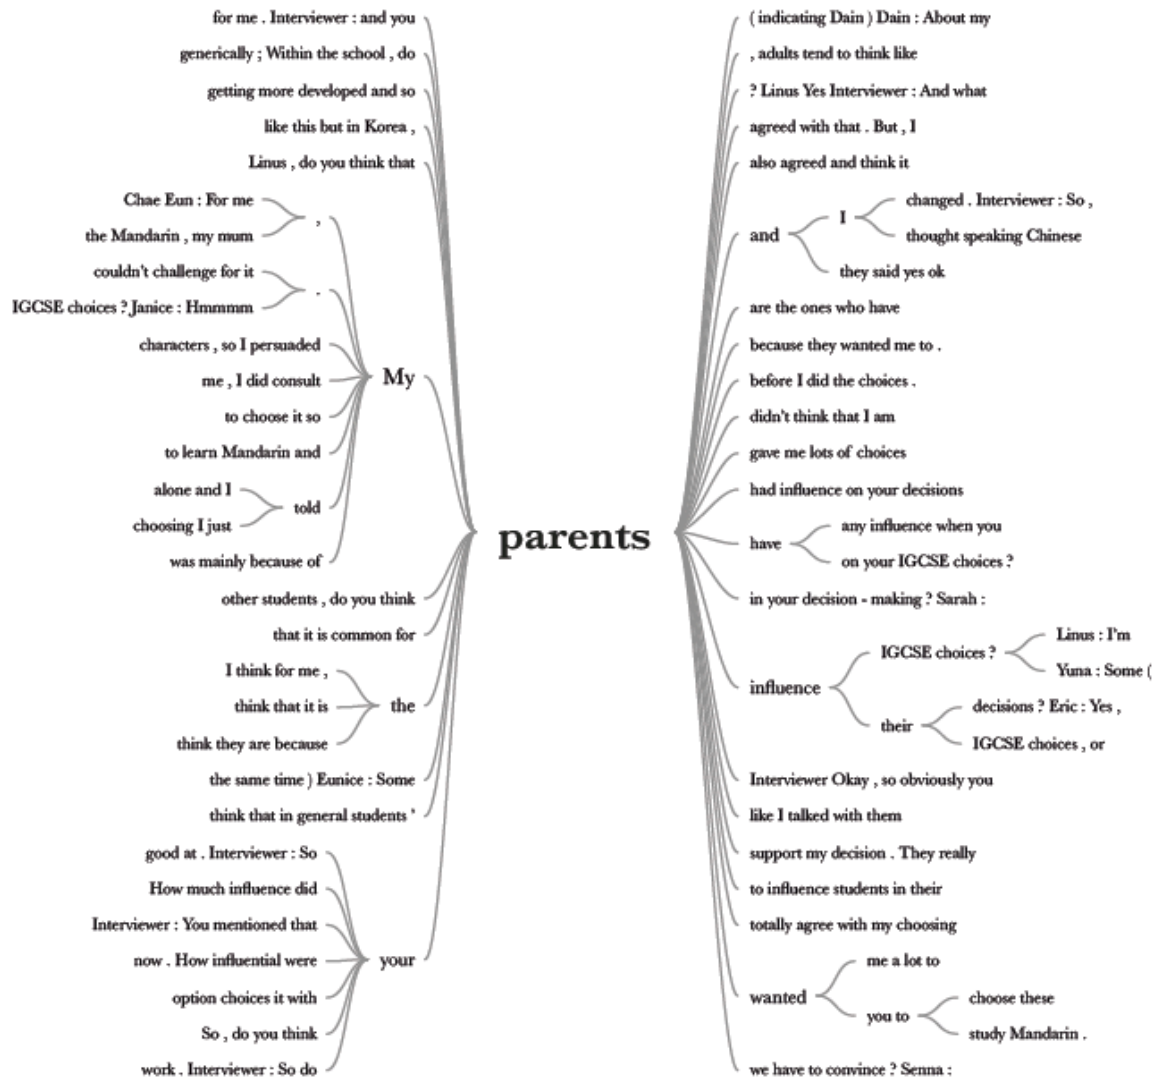 for me . Interviewer : and you
generically ; Within the school , do
getting more developed and so
like this but in Korea ,
Linus , do you think that
Chae Eun : For me
the Mandarin , my mum
,
couldn't challenge for it
IGCSE choices ? Janice : Hmmmm
.
characters , so I persuaded
me , I did consult
to choose it so
to learn Mandarin and
alone and I
choosing I just
told
was mainly because of
My
other students , do you think
that it is common for
I think for me ,
think that it is
think they are because
the
the same time ) Eunice : Some
think that in general students '
good at . Interviewer : So
How much influence did
Interviewer : You mentioned that
now . How influential were
option choices it with
So , do you think
work . Interviewer : So do
your
parents
( indicating Dain ) Dain : About my
, adults tend to think like
? Linus Yes Interviewer : And what
agreed with that . But , I
also agreed and think it
and
I
changed . Interviewer : So ,
thought speaking Chinese
they said yes ok
are the ones who have
because they wanted me to .
before I did the choices .
didn't think that I am
gave me lots of choices
had influence on your decisions
have
any influence when you
on your IGCSE choices ?
in your decision - making ? Sarah :
influence
IGCSE choices ?
Linus : I'm
Yuna : Some (
their
decisions ? Eric : Yes ,
IGCSE choices , or
Interviewer Okay , so obviously you
like I talked with them
support my decision . They really
to influence students in their
totally agree with my choosing
wanted
me a lot to
you to
choose these
study Mandarin .
we have to convince ? Senna :